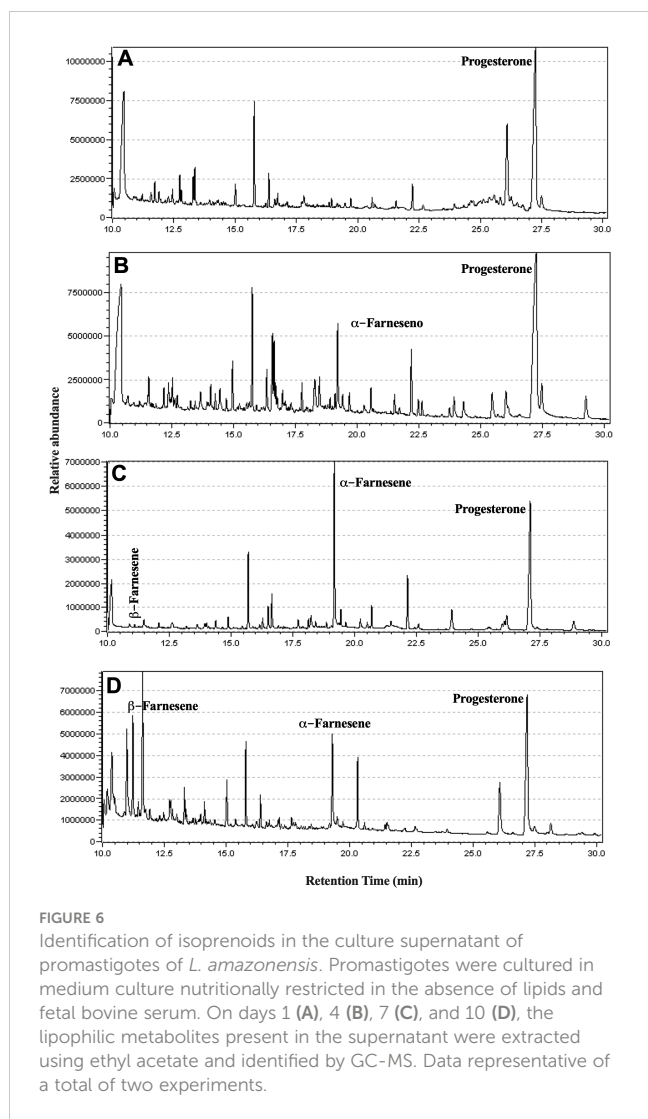 A
Progesterone
10000000
7500000
5000000
2500000
0
10.0 12.5 15.0 17.5 20.0 22.5 25.0 27.5 30.0
B
Progesterone
α−Farneseno
7500000
5000000
2500000
0
10.0 12.5 15.0 17.5 20.0 22.5 25.0 27.5 30.0
Relative abundance
C
α−Farnesene
Progesterone
β−Farnesene
7000000
6000000
5000000
4000000
3000000
2000000
1000000
0
10.0 12.5 15.0 17.5 20.0 22.5 25.0 27.5 30.0
D
β−Farnesene
α−Farnesene
Progesterone
7000000
6000000
5000000
4000000
3000000
2000000
1000000
0
10.0 12.5 15.0 17.5 20.0 22.5 25.0 27.5 30.0
Retention Time (min)
FIGURE 6
Identification of isoprenoids in the culture supernatant of
promastigotes of L. amazonensis. Promastigotes were cultured in
medium culture nutritionally restricted in the absence of lipids and
fetal bovine serum. On days 1 (A), 4 (B), 7 (C), and 10 (D), the
lipophilic metabolites present in the supernatant were extracted
using ethyl acetate and identified by GC-MS. Data representative of
a total of two experiments.